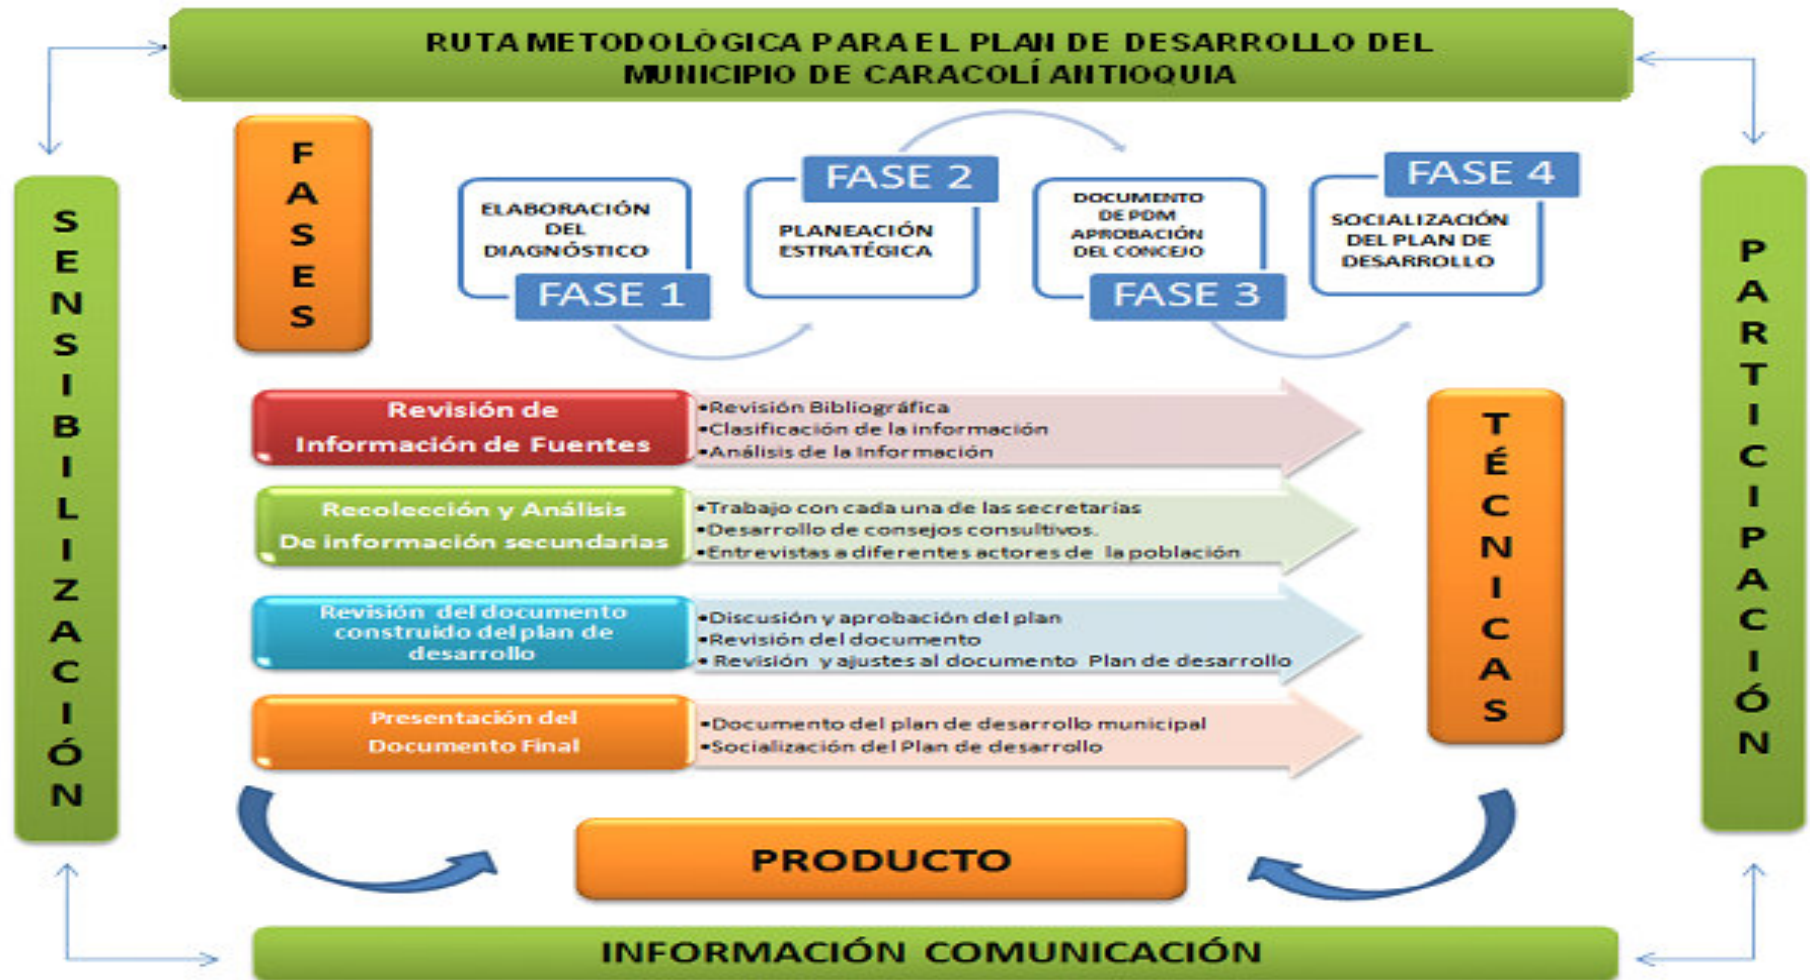 RUTA METODOLÓGICA PARA EL PLAN DE DESARROLLO DEL
MUNICIPIO DE CARACOLÍ ANTIOQUIA
SENSIBILIZACIÓN
FASES
ELABORACIÓN
DEL
DIAGNÓSTICO
FASE 1
FASE 2
PLANEACIÓN
ESTRATÉGICA
DOCUMENTO
DE PDM
APROBACIÓN
DEL CONCEJO
FASE 3
FASE 4
SOCIALIZACIÓN
DEL PLAN DE
DESARROLLO
PARTICIPACIÓN
Revisión de
Información de Fuentes
•Revisión Bibliográfica
•Clasificación de la información
•Análisis de la Información
Recolección y Análisis
De información secundarias
•Trabajo con cada una de las secretarías
•Desarrollo de consejos consultivos.
•Entrevistas a diferentes actores de la población
Revisión del documento
construido del plan de
desarrollo
•Discusión y aprobación del plan
•Revisión del documento
• Revisión y ajustes al documento Plan de desarrollo
Presentación del
Documento Final
•Documento del plan de desarrollo municipal
•Socialización del Plan de desarrollo
TÉCNICAS
PRODUCTO
INFORMACIÓN COMUNICACIÓN